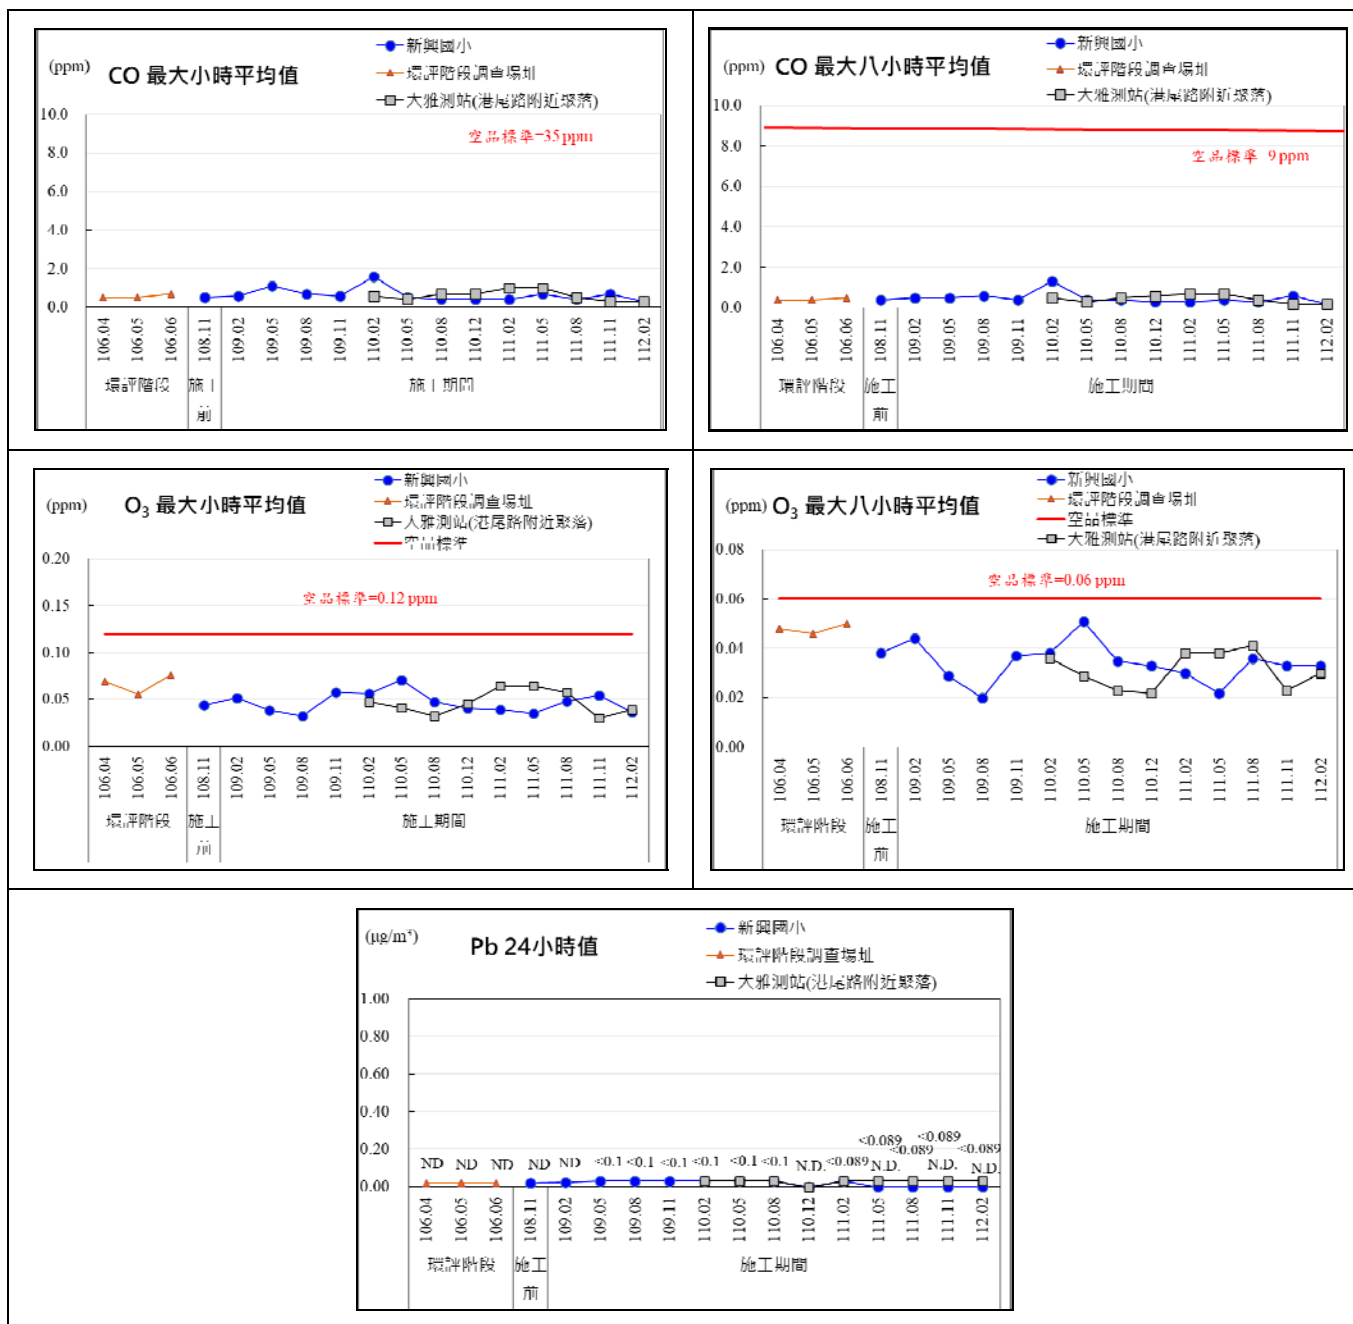 (ppm)
CO 最大小時平均值
新興國小
環評階段調查場址
大雅測站(港尾路附近聚落)
空品標準=35 ppm
10.0
8.0
6.0
4.0
2.0
0.0
106.04 106.05 106.06 108.11 109.02 109.05 109.08 109.11 110.02 110.05 110.08 110.12 111.02 111.05 111.08 111.11 112.02
環評階段 施工前 施工期間
(ppm)
CO 最大八小時平均值
新興國小
環評階段調查場址
大雅測站(港尾路附近聚落)
空品標準 9 ppm
10.0
8.0
6.0
4.0
2.0
0.0
106.04 106.05 106.06 108.11 109.02 109.05 109.08 109.11 110.02 110.05 110.08 110.12 111.02 111.05 111.08 111.11 112.02
環評階段 施工前 施工期間
(ppm)
O₃ 最大小時平均值
新興國小
環評階段調查場址
大雅測站(港尾路附近聚落)
空品標準
空品標準=0.12 ppm
0.20
0.15
0.10
0.05
0.00
106.04 106.05 106.06 108.11 109.02 109.05 109.08 109.11 110.02 110.05 110.08 110.12 111.02 111.05 111.08 111.11 112.02
環評階段 施工前 施工期間
(ppm)
O₃ 最大八小時平均值
新興國小
環評階段調查場址
空品標準
大雅測站(港尾路附近聚落)
空品標準=0.06 ppm
0.08
0.06
0.04
0.02
0.00
106.04 106.05 106.06 108.11 109.02 109.05 109.08 109.11 110.02 110.05 110.08 110.12 111.02 111.05 111.08 111.11 112.02
環評階段 施工前 施工期間
(μg/m³)
Pb 24小時值
新興國小
環評階段調查場址
大雅測站(港尾路附近聚落)
1.00
0.80
0.60
0.40
0.20
0.00
<0.089 <0.089 <0.089 <0.089
ND ND ND ND ND <0.1 <0.1 <0.1 <0.1 <0.1 <0.1 N.D. <0.089 N.D. N.D. N.D.
106.04 106.05 106.06 108.11 109.02 109.05 109.08 109.11 110.02 110.05 110.08 110.12 111.02 111.05 111.08 111.11 112.02
環評階段 施工前 施工期間